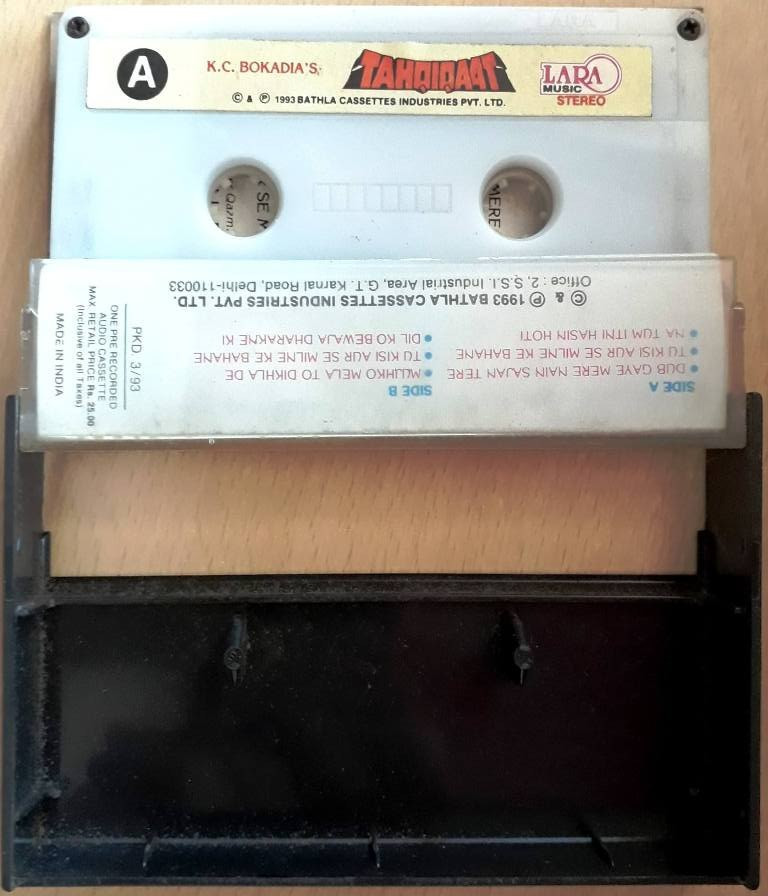 LARA
A
K.C. BOKADIA'S
TAHQIQAAT
LARA
MUSIC
STEREO
© & ℗ 1993 BATHLA CASSETTES INDUSTRIES PVT. LTD.
SE
Qazm.
MERE
SIDE A
• DUB GAYE MERE NAIN SAJAN TERE
• TU KISI AUR SE MILNE KE BAHANE
• NA TUM ITNI HASIN HOTI
SIDE B
• MUJHKO MELA TO DIKHLA DE
• TU KISI AUR SE MILNE KE BAHANE
• DIL KO BEWAJA DHARAKNE KI
© & ℗ 1993 BATHLA CASSETTES INDUSTRIES PVT. LTD.
Office : 2, S.S.I. Industrial Area, G.T. Karnal Road, Delhi-110033
PKD. 3/93
ONE PRE RECORDED
AUDIO CASSETTE
MAX. RETAIL PRICE Rs. 25.00
(Inclusive of all Taxes)
MADE IN INDIA